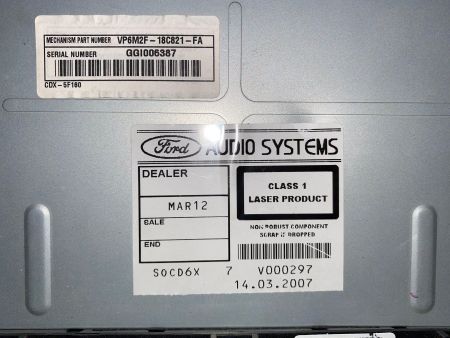 MECHANISM PART NUMBER VP6M2F-18C821-FA
SERIAL NUMBER GGI006387
CDX-5F160
Ford AUDIO SYSTEMS
DEALER
MAR12
SALE
END
CLASS 1
LASER PRODUCT
NON ROBUST COMPONENT
SCRAP IF DROPPED
S0CD6X 7 V000297
14.03.2007